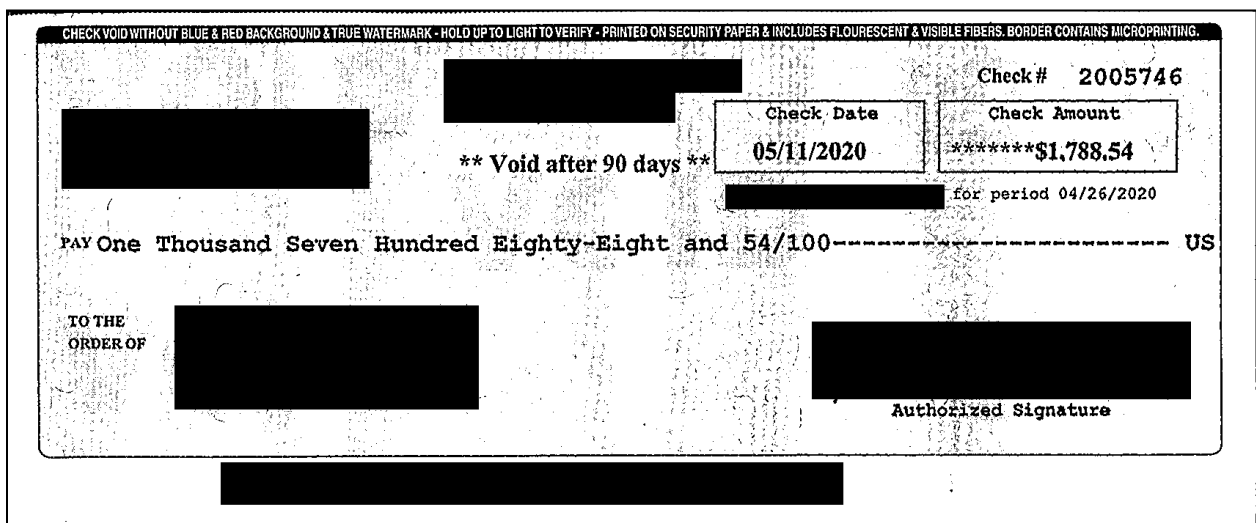 CHECK VOID WITHOUT BLUE & RED BACKGROUND & TRUE WATERMARK - HOLD UP TO LIGHT TO VERIFY - PRINTED ON SECURITY PAPER & INCLUDES FLOURESCENT & VISIBLE FIBERS. BORDER CONTAINS MICROPRINTING.
Check # 2005746
Check Date
Check Amount
** Void after 90 days **
05/11/2020
*******$1,788.54
for period 04/26/2020
PAY One Thousand Seven Hundred Eighty-Eight and 54/100------------------------------ US
TO THE
ORDER OF
Authorized Signature